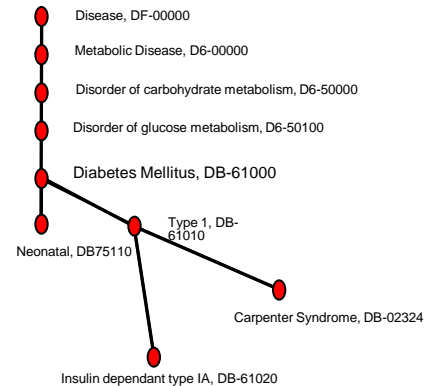 Disease, DF-00000
Metabolic Disease, D6-00000
Disorder of carbohydrate metabolism, D6-50000
Disorder of glucose metabolism, D6-50100
Diabetes Mellitus, DB-61000
Type 1, DB-
61010
Neonatal, DB75110
Carpenter Syndrome, DB-02324
Insulin dependant type IA, DB-61020